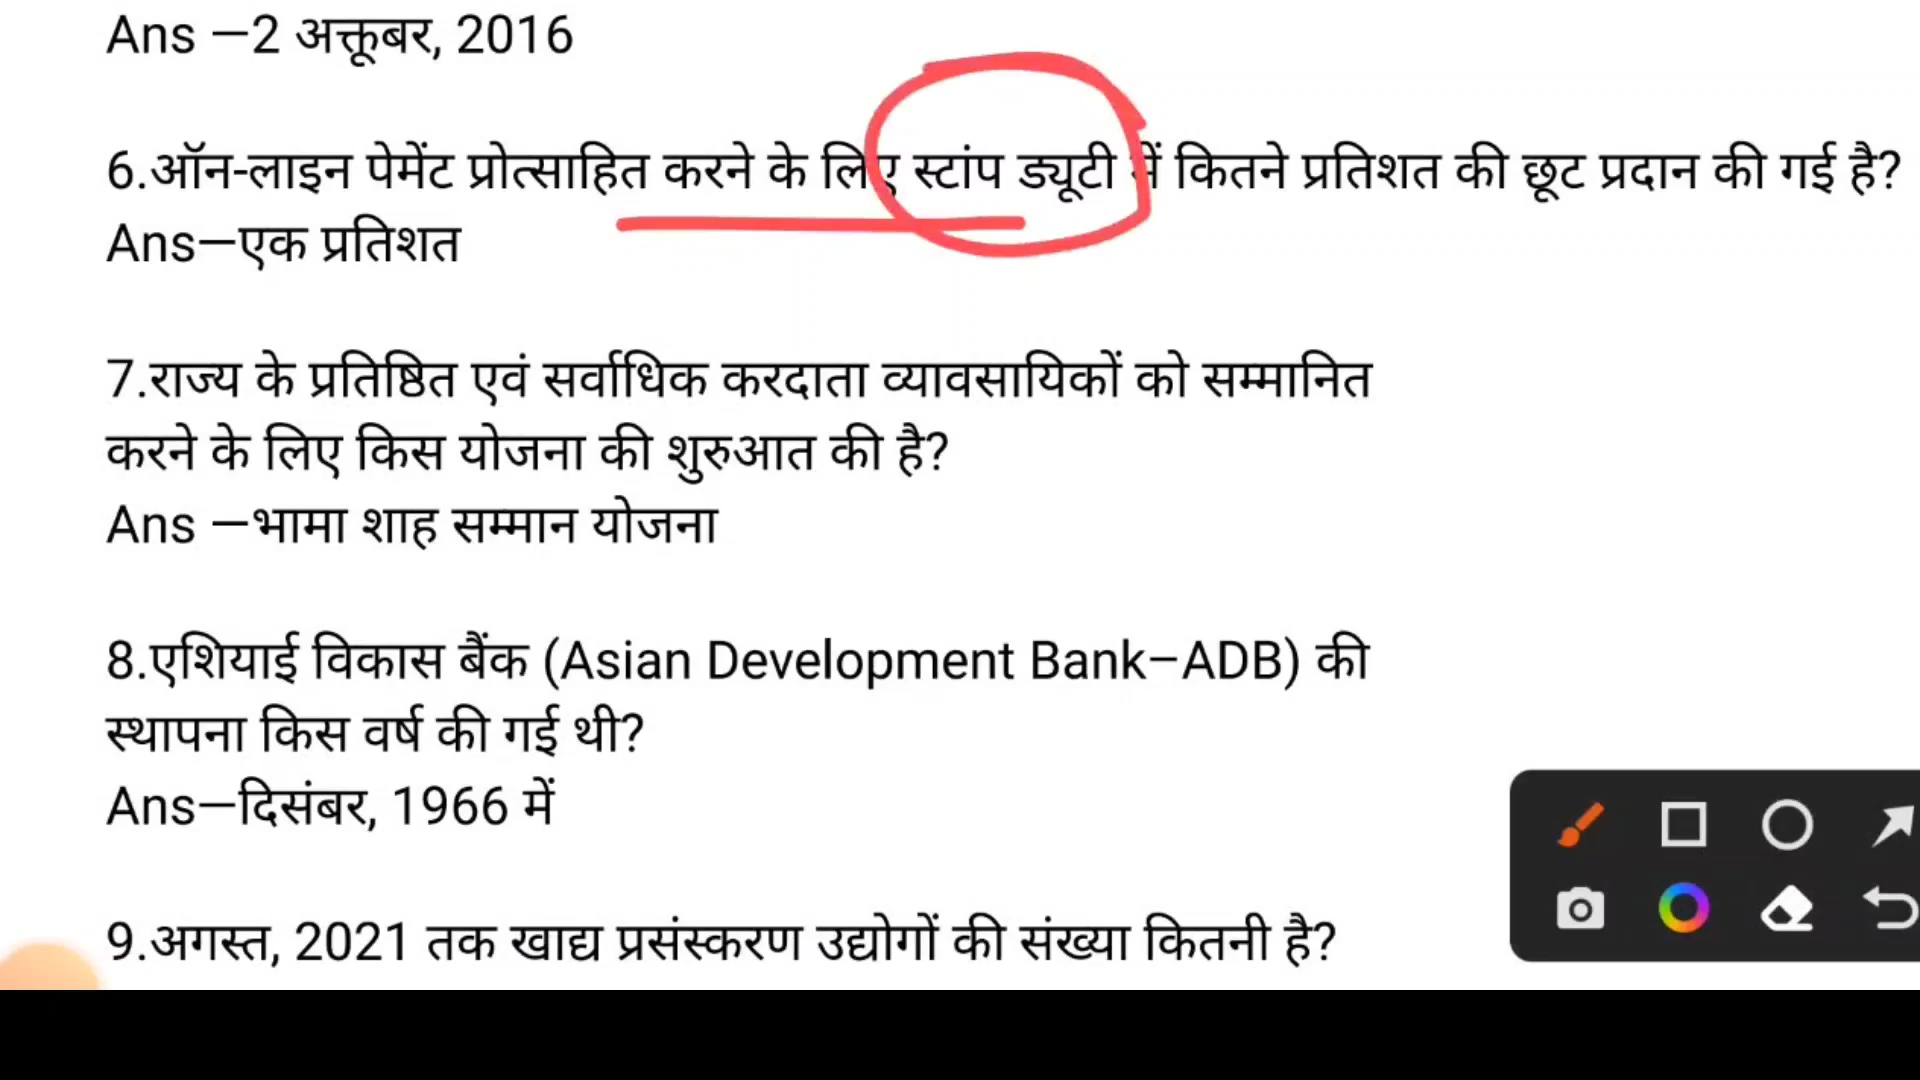 Ans —2 अक्तूबर, 2016
6.ऑन-लाइन पेमेंट प्रोत्साहित करने के लिए स्टांप ड्यूटी में कितने प्रतिशत की छूट प्रदान की गई है?
Ans—एक प्रतिशत
7.राज्य के प्रतिष्ठित एवं सर्वाधिक करदाता व्यावसायिकों को सम्मानित
करने के लिए किस योजना की शुरुआत की है?
Ans —भामा शाह सम्मान योजना
8.एशियाई विकास बैंक (Asian Development Bank–ADB) की
स्थापना किस वर्ष की गई थी?
Ans—दिसंबर, 1966 में
9.अगस्त, 2021 तक खाद्य प्रसंस्करण उद्योगों की संख्या कितनी है?